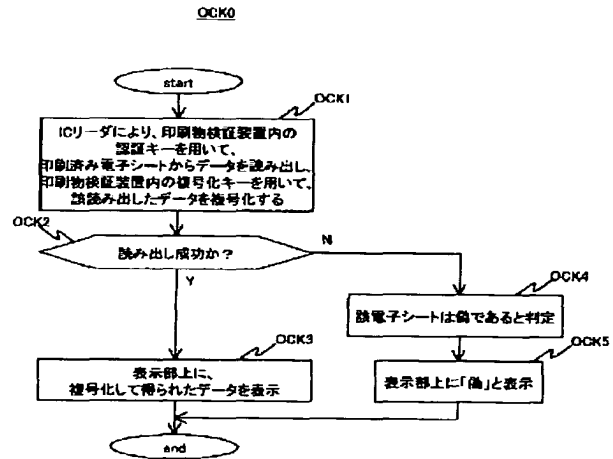 OCK0
start
OCK1
ICリーダにより、印刷物検証装置内の
認証キーを用いて、
印刷済み電子シートからデータを読み出し、
印刷物検証装置内の復号化キーを用いて、
該読み出したデータを復号化する
OCK2
読み出し成功か？
N
Y
OCK4
該電子シートは偽であると判定
OCK3
表示部上に、
復号化して得られたデータを表示
OCK5
表示部上に「偽」と表示
end